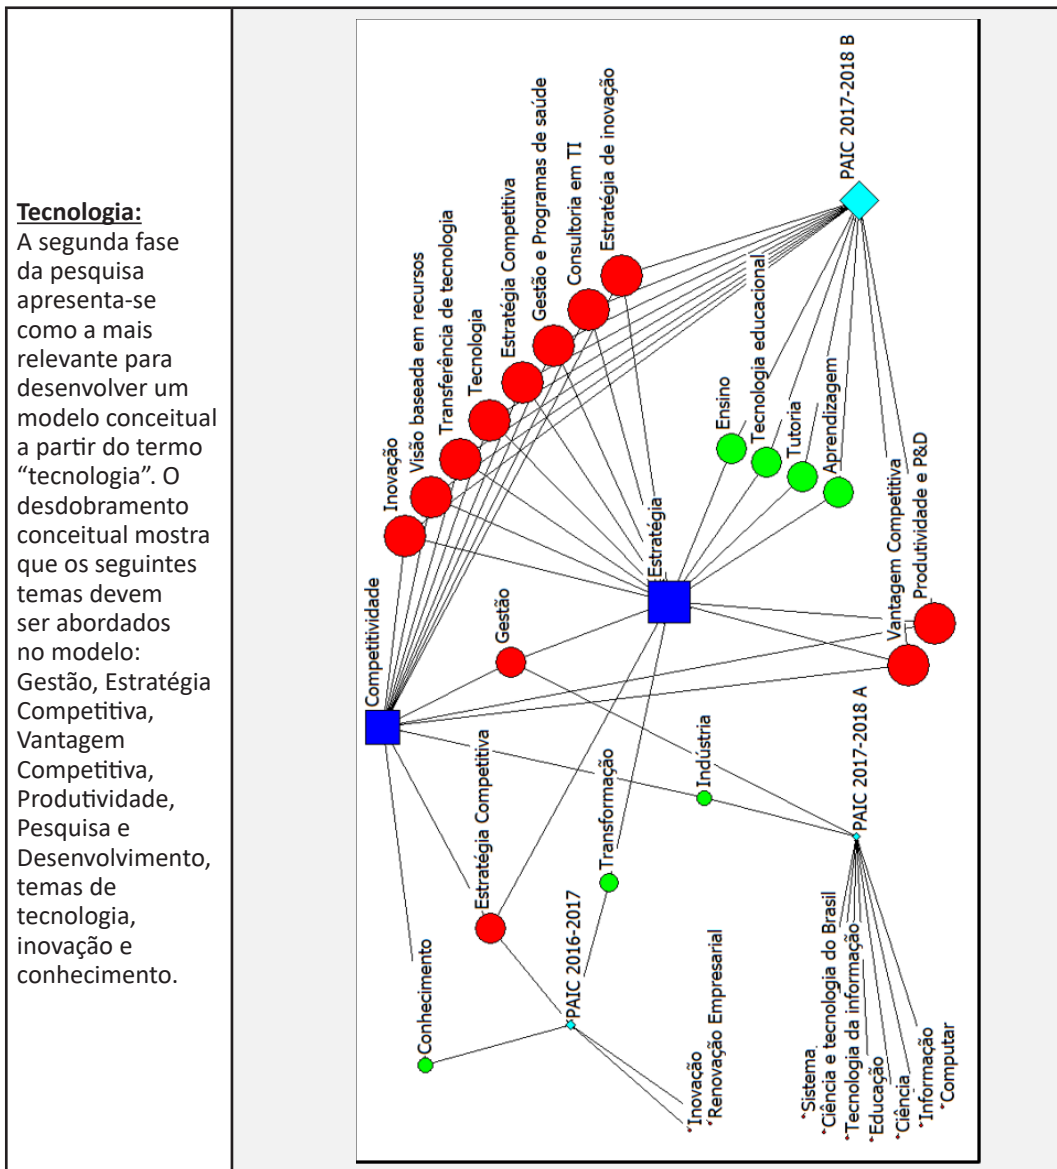 Tecnologia:
A segunda fase
da pesquisa
apresenta-se
como a mais
relevante para
desenvolver um
modelo conceitual
a partir do termo
“tecnologia”. O
desdobramento
conceitual mostra
que os seguintes
temas devem
ser abordados
no modelo:
Gestão, Estratégia
Competitiva,
Vantagem
Competitiva,
Produtividade,
Pesquisa e
Desenvolvimento,
temas de
tecnologia,
inovação e
conhecimento.
Competitividade
Inovação
Visão baseada em recursos
Transferência de tecnologia
Tecnologia
Estratégia Competitiva
Gestão e Programas de saúde
Consultoria em TI
Estratégia de inovação
PAIC 2017-2018 B
Gestão
Estratégia
Ensino
Tecnologia educacional
Tutoria
Aprendizagem
Vantagem Competitiva
Produtividade e P&D
Conhecimento
Estratégia Competitiva
PAIC 2016-2017
Transformação
Indústria
PAIC 2017-2018 A
Inovação
Renovação Empresarial
Sistema
Ciência e tecnologia do Brasil
Tecnologia da informação
Educação
Ciência
Informação
Computar